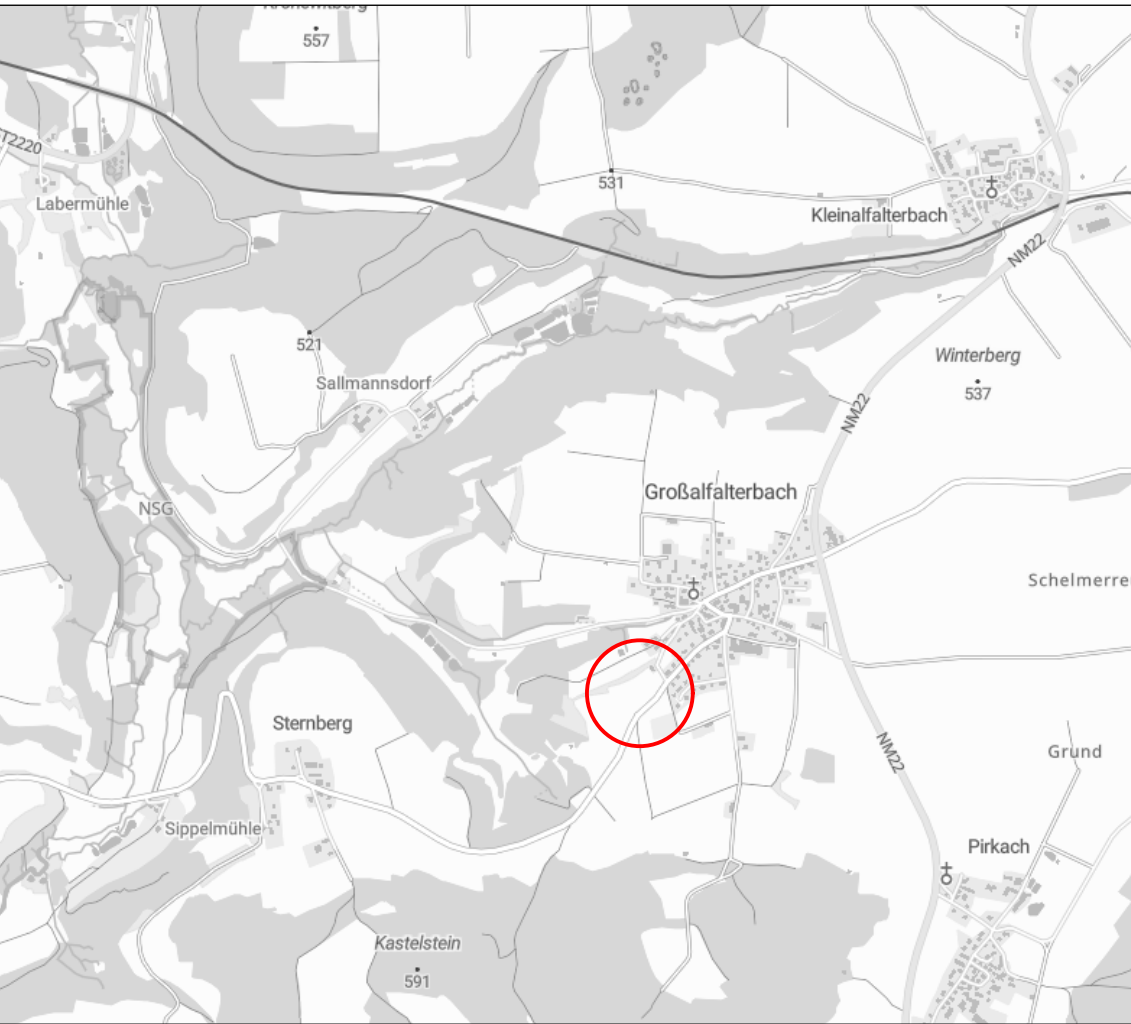 557
T2220
Labermühle
531
Kleinalfalterbach
NM22
521
Sallmannsdorf
Winterberg
537
NM22
Großalfalterbach
NSG
Schelmerre
Sternberg
NM22
Grund
Sippelmühle
Pirkach
Kastelstein
591